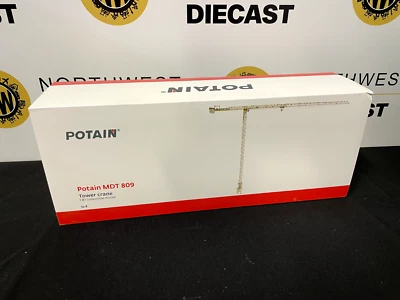 DIECAST
NORTHWEST
NORTHWEST
POTAIN
POTAIN
Potain MDT 809
Tower crane